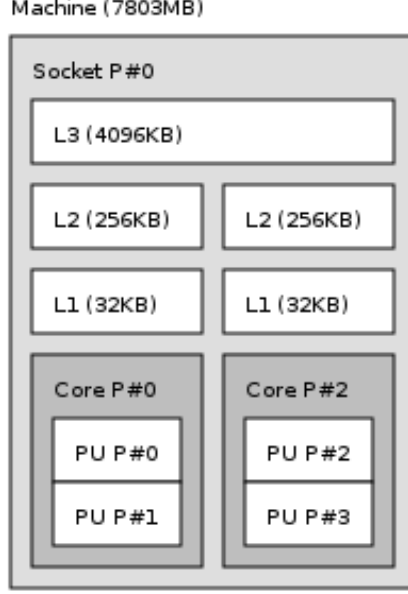 Machine (7803MB)
Socket P#0
L3 (4096KB)
L2 (256KB) L2 (256KB)
L1 (32KB) L1 (32KB)
Core P#0 Core P#2
PU P#0 PU P#2
PU P#1 PU P#3